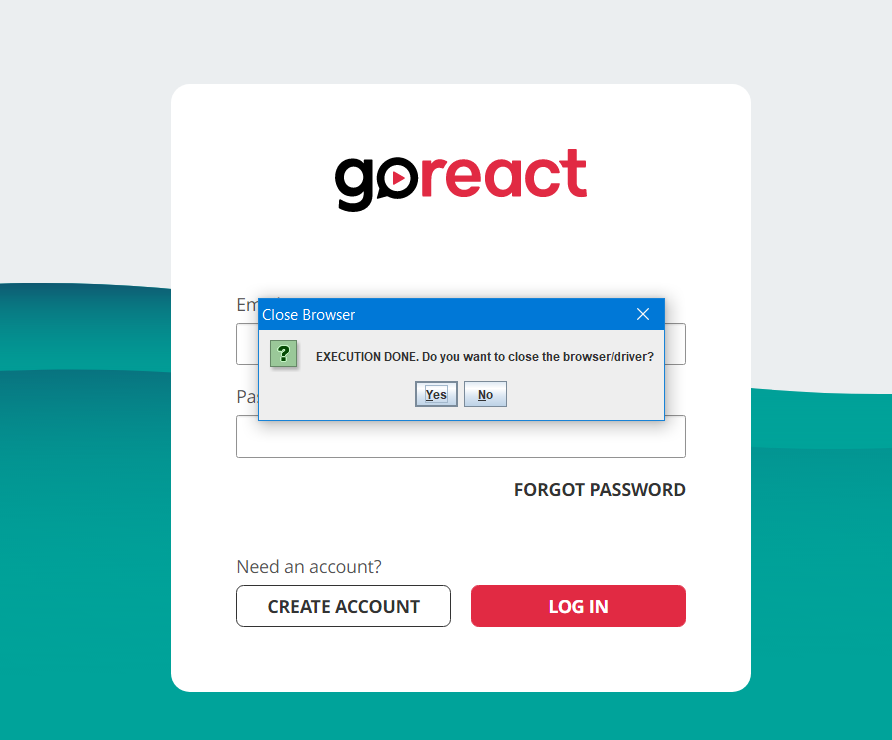 goreact
Close Browser
?
EXECUTION DONE. Do you want to close the browser/driver?
Yes
No
FORGOT PASSWORD
Need an account?
CREATE ACCOUNT
LOG IN